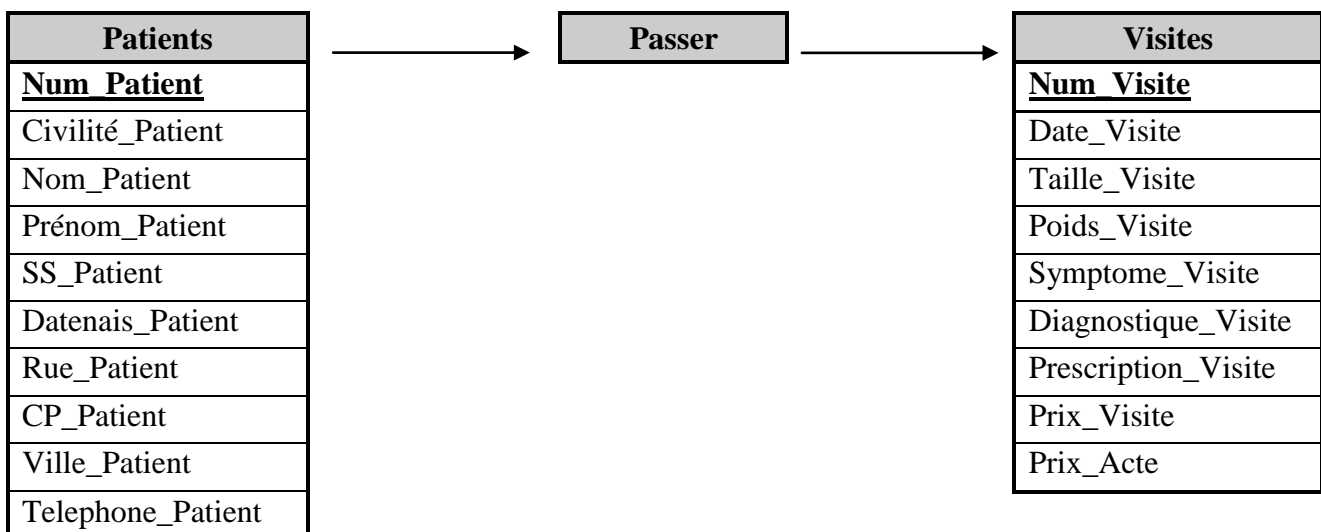 Patients
Num_Patient
Civilité_Patient
Nom_Patient
Prénom_Patient
SS_Patient
Datenais_Patient
Rue_Patient
CP_Patient
Ville_Patient
Telephone_Patient
Passer
Visites
Num_Visite
Date_Visite
Taille_Visite
Poids_Visite
Symptome_Visite
Diagnostique_Visite
Prescription_Visite
Prix_Visite
Prix_Acte